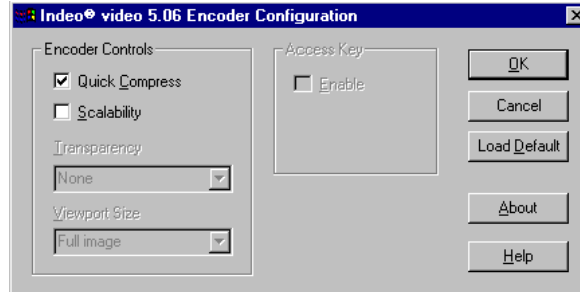 Indeo® video 5.06 Encoder Configuration
Encoder Controls
Quick Compress
Scalability
Transparency
None
Viewport Size
Full image
Access Key
Enable
OK
Cancel
Load Default
About
Help